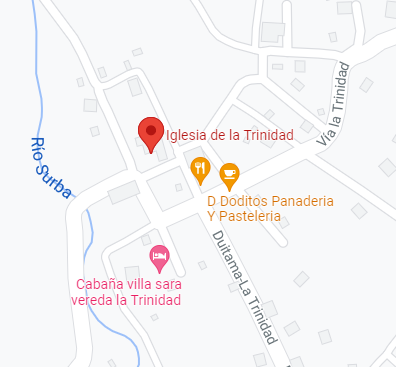 Vía la Trinidad
Iglesia de la Trinidad
Río Surba
D Doditos Panaderia
Y Pasteleria
Duitama-La Trinidad
Cabaña villa sara
vereda la Trinidad